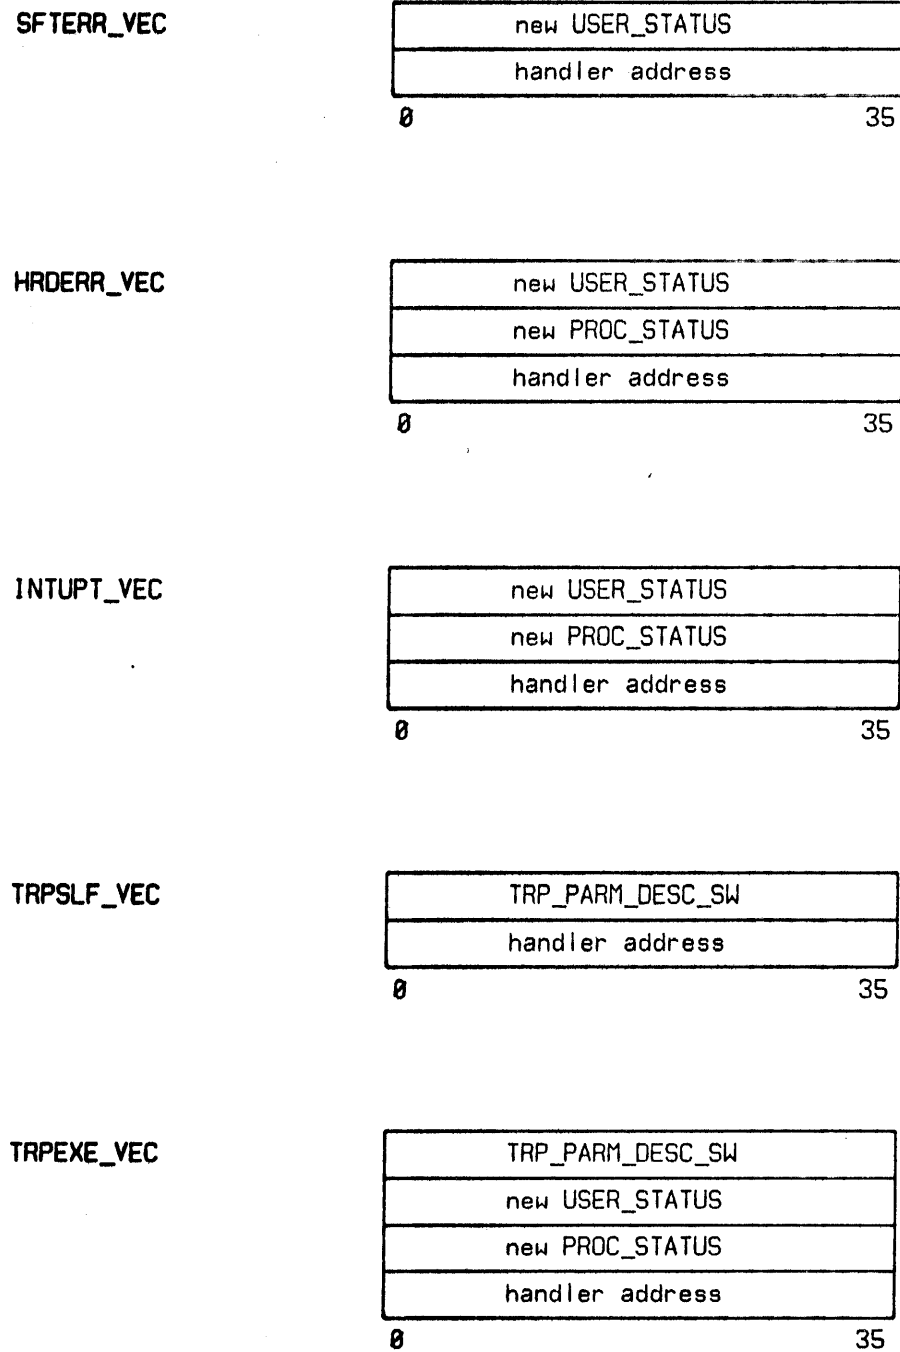 SFTERR_VEC
new USER_STATUS
handler address
0 35
HRDERR_VEC
new USER_STATUS
new PROC_STATUS
handler address
0 35
INTUPT_VEC
new USER_STATUS
new PROC_STATUS
handler address
0 35
TRPSLF_VEC
TRP_PARM_DESC_SW
handler address
0 35
TRPEXE_VEC
TRP_PARM_DESC_SW
new USER_STATUS
new PROC_STATUS
handler address
0 35